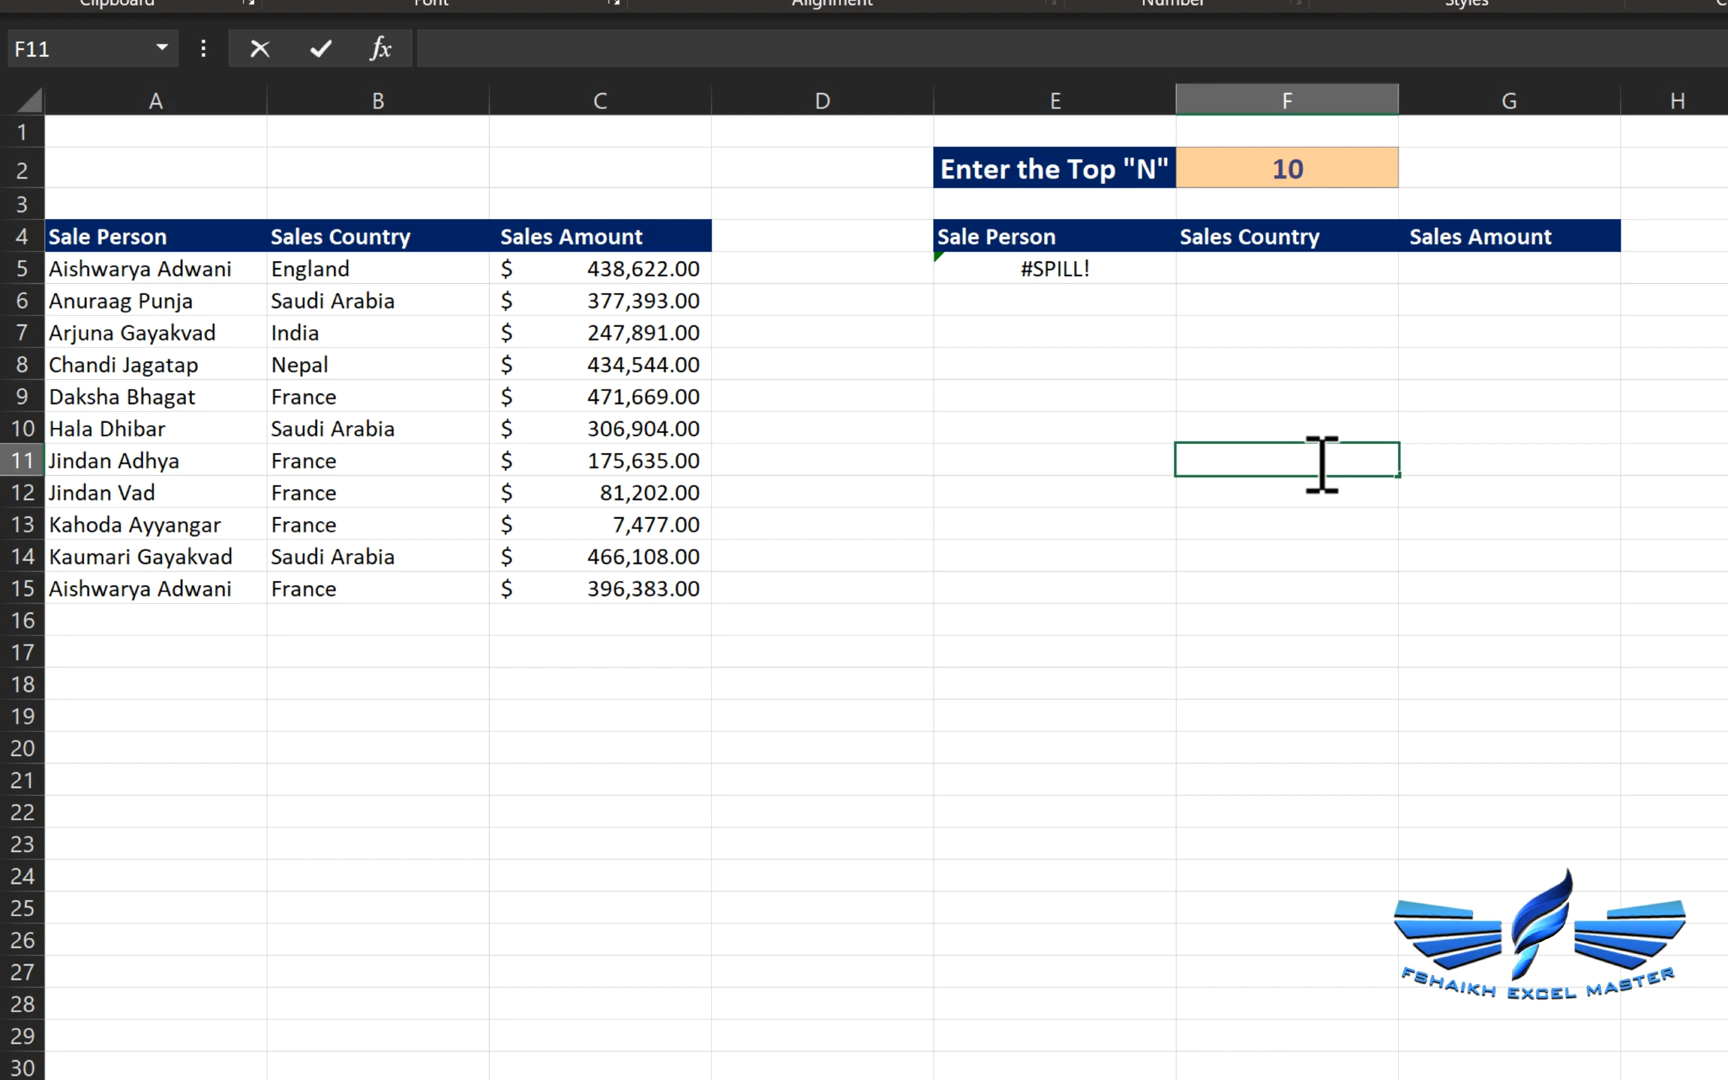 Clipboard Font Alignment Number Styles
F11 fx
A B C D E F G H
1
2 Enter the Top "N" 10
3
4 Sale Person Sales Country Sales Amount Sale Person Sales Country Sales Amount
5 Aishwarya Adwani England $ 438,622.00 #SPILL!
6 Anuraag Punja Saudi Arabia $ 377,393.00
7 Arjuna Gayakvad India $ 247,891.00
8 Chandi Jagatap Nepal $ 434,544.00
9 Daksha Bhagat France $ 471,669.00
10 Hala Dhibar Saudi Arabia $ 306,904.00
11 Jindan Adhya France $ 175,635.00
12 Jindan Vad France $ 81,202.00
13 Kahoda Ayyangar France $ 7,477.00
14 Kaumari Gayakvad Saudi Arabia $ 466,108.00
15 Aishwarya Adwani France $ 396,383.00
16
17
18
19
20
21
22
23
24
25
26
27
FSHAIKH EXCEL MASTER
28
29
30